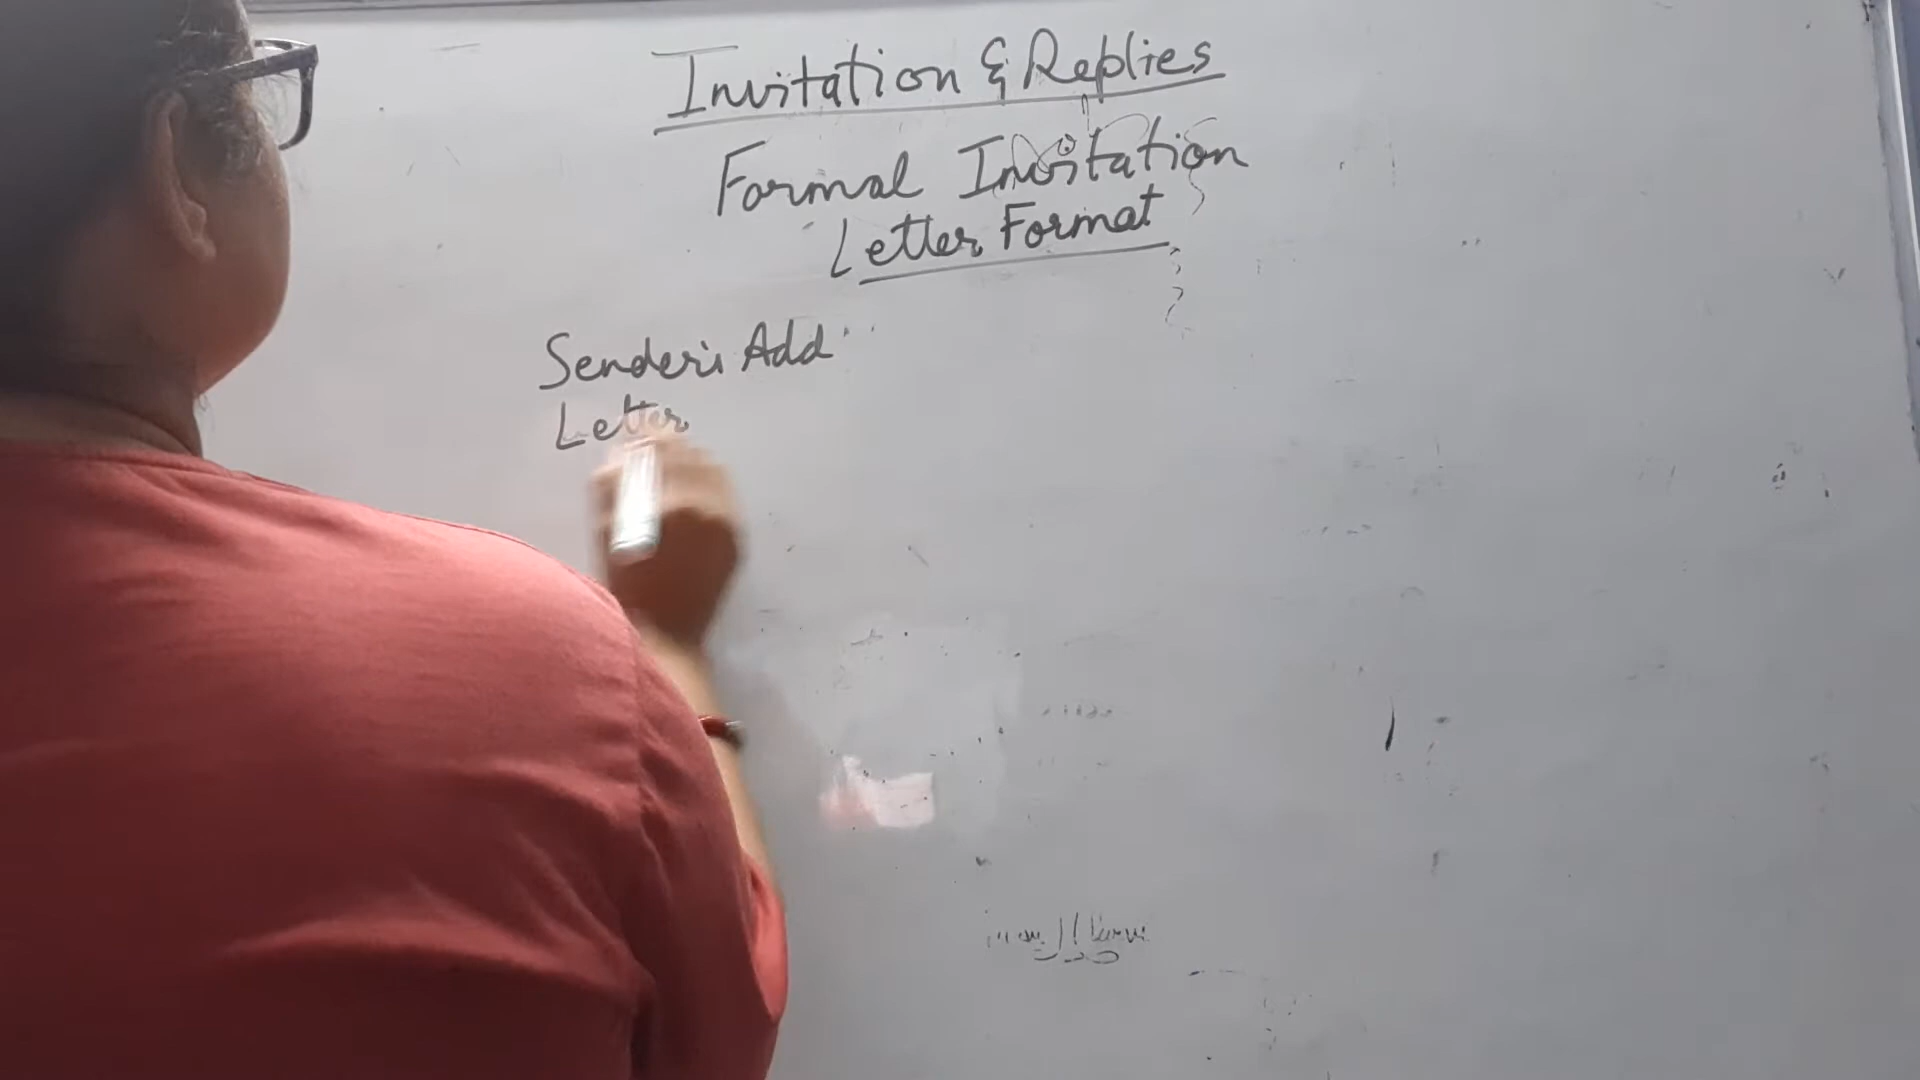 Invitation & Replies
Formal Invitation
Letter Format
Sender's Add
Letter